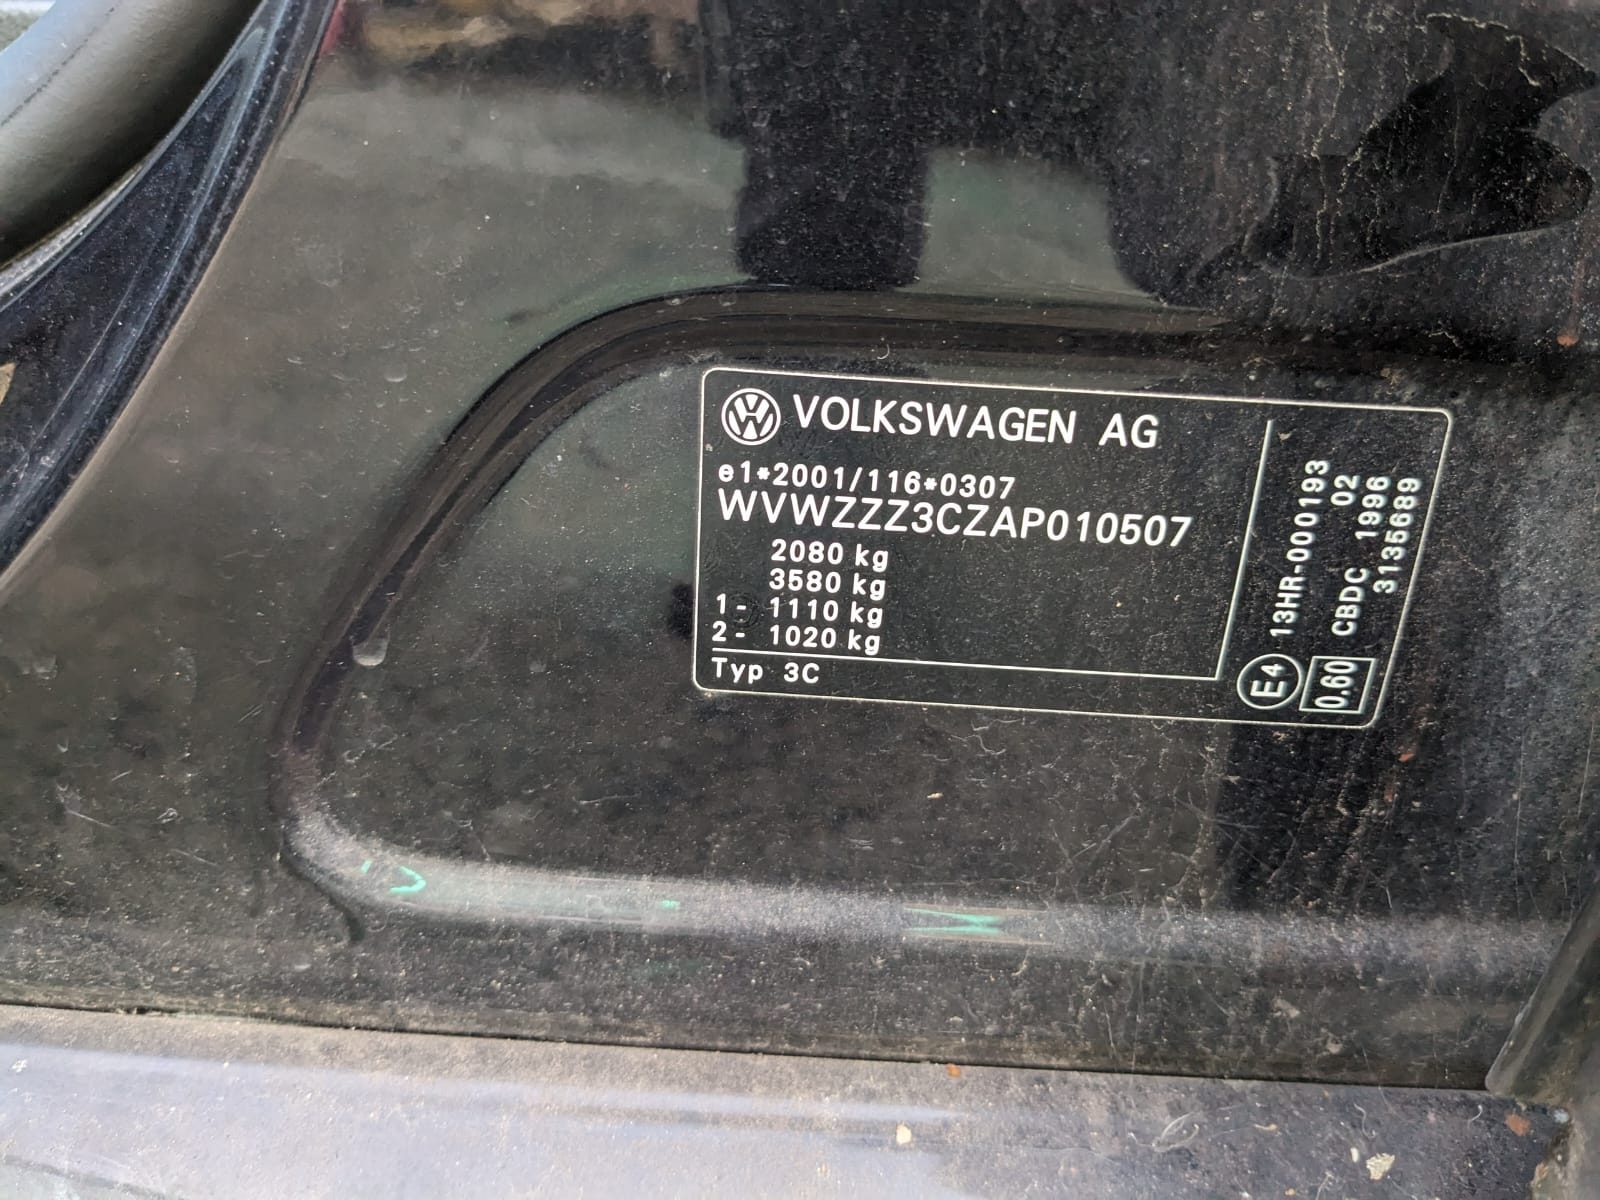 VOLKSWAGEN AG
e1*2001/116*0307
WVWZZZ3CZAP010507
2080 kg
3580 kg
1 - 1110 kg
2 - 1020 kg
Typ 3C
E4 13HR-000193
0.60 CBDC 02
1996
3135689